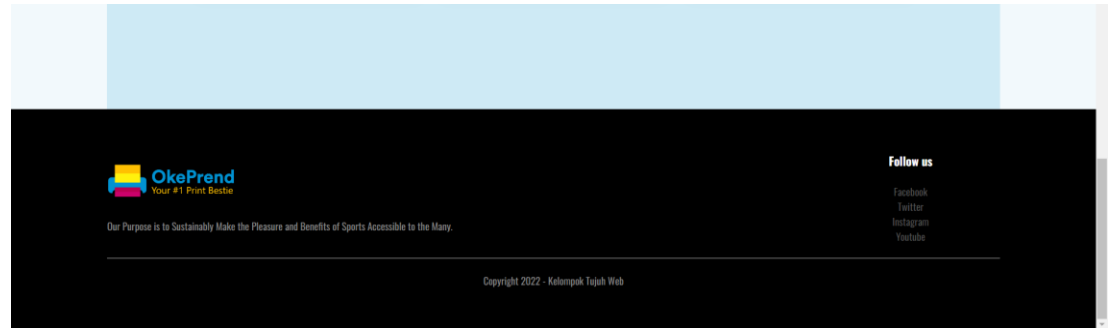 OkePrend
Your #1 Print Bestie
Our Purpose is to Sustainably Make the Pleasure and Benefits of Sports Accessible to the Many.
Follow us
Facebook
Twitter
Instagram
Youtube
Copyright 2022 - Kelompok Tujuh Web